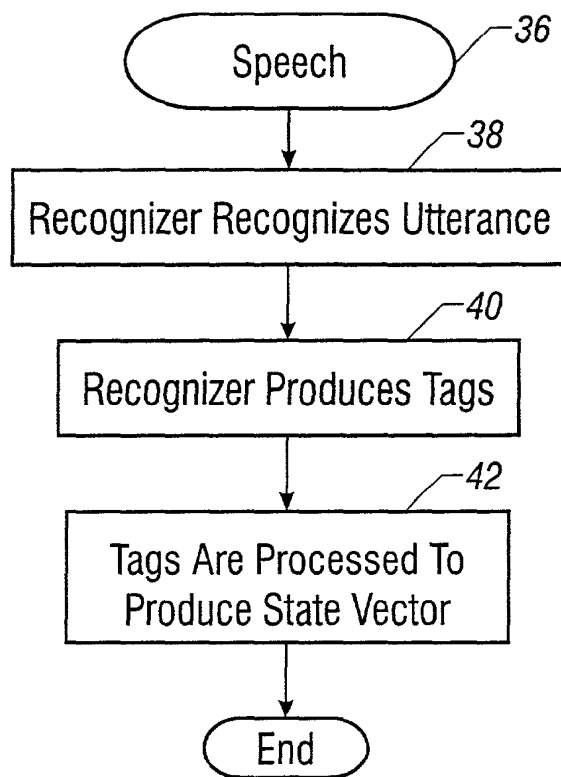 36
Speech
38
Recognizer Recognizes Utterance
40
Recognizer Produces Tags
42
Tags Are Processed To
Produce State Vector
End